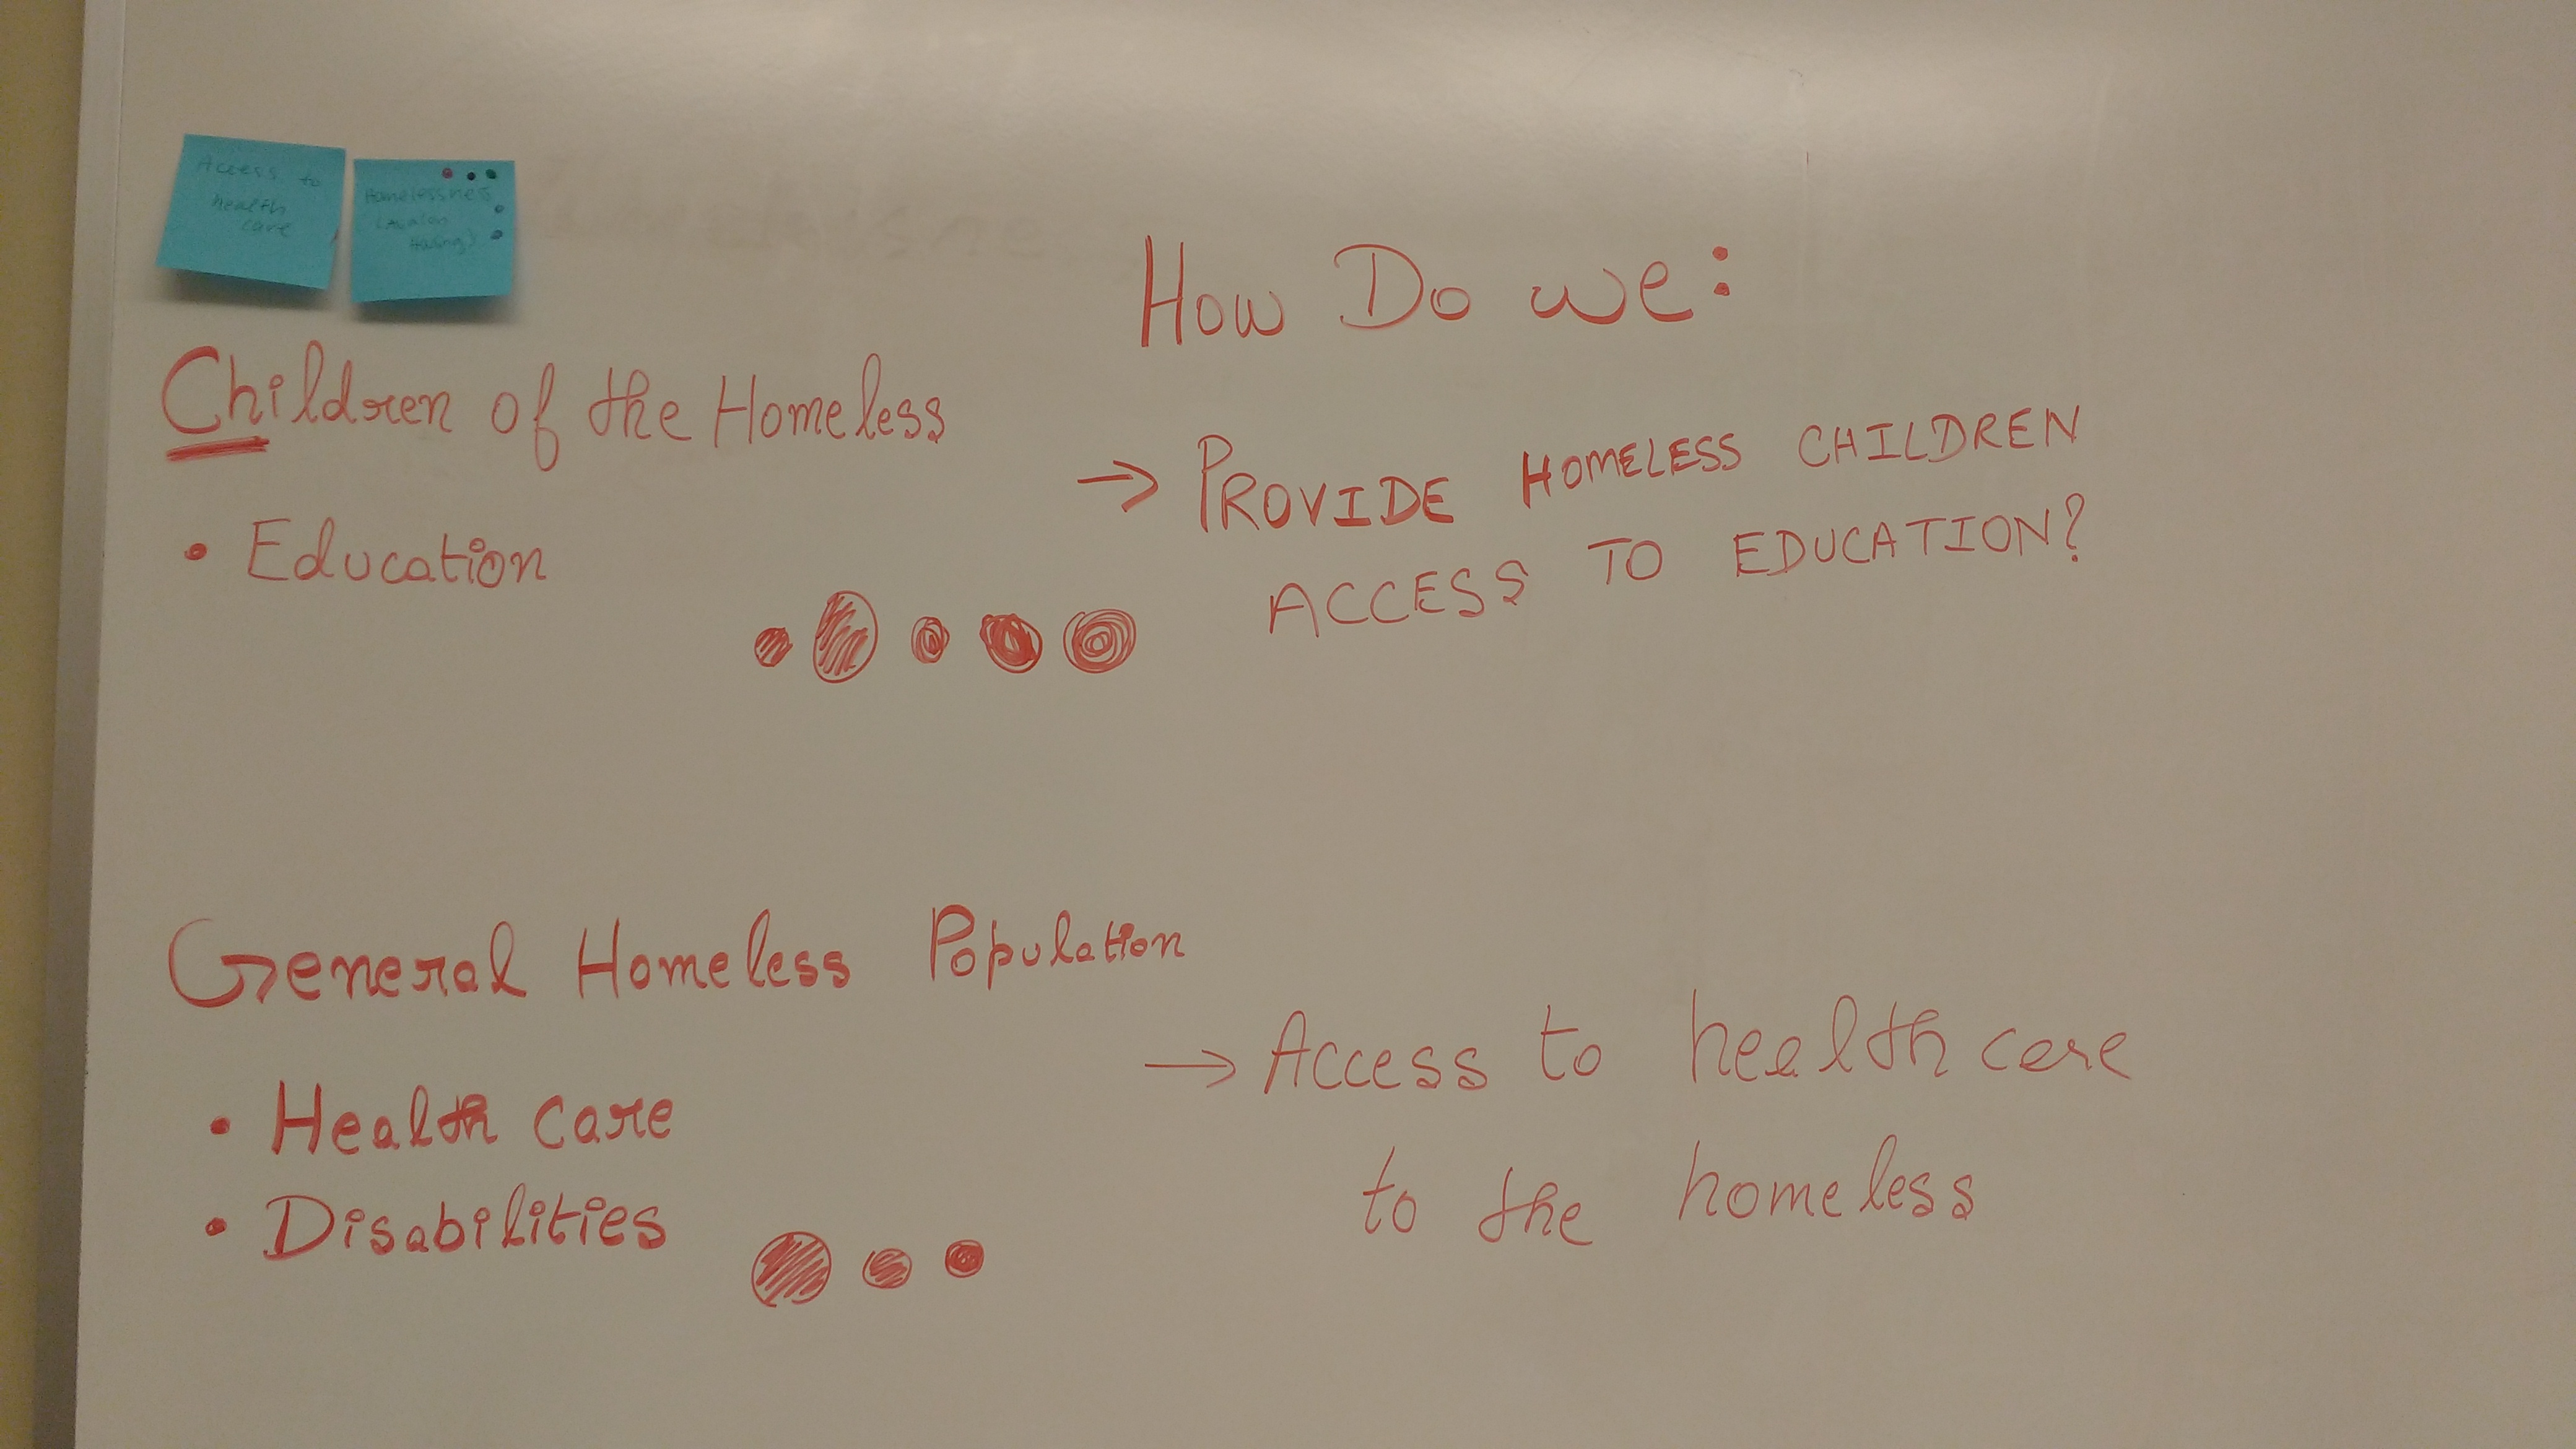 Access to
health
care
Homelessness
(Avalon
Housing)
How Do we:
Children of the Homeless
→ PROVIDE HOMELESS CHILDREN
ACCESS TO EDUCATION?
• Education
General Homeless Population
→ Access to health care
to the homeless
• Health care
• Disabilities